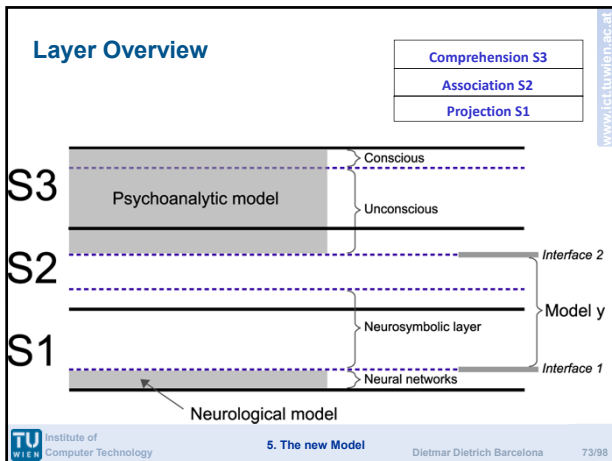 Layer Overview
Comprehension S3
Association S2
Projection S1
www.ict.tuwien.ac.at
S3
Conscious
Psychoanalytic model
Unconscious
S2
Interface 2
Model y
Neurosymbolic layer
S1
Interface 1
Neural networks
Neurological model
TU
WIEN
Institute of
Computer Technology
5. The new Model
Dietmar Dietrich Barcelona
73/98